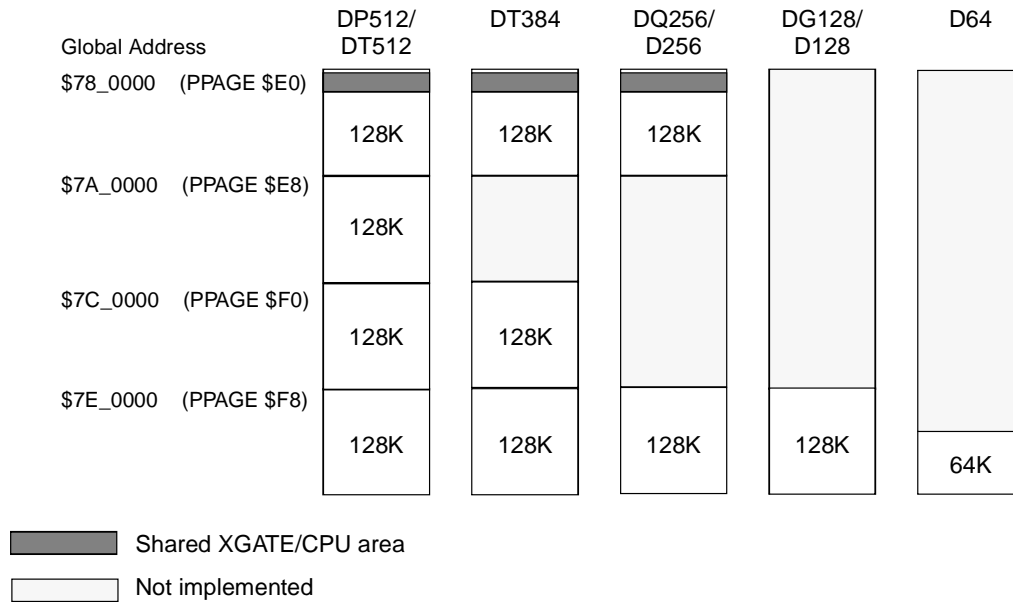 DP512/ DT384 DQ256/ DG128/ D64
Global Address DT512 D256 D128
$78_0000 (PPAGE $E0)
128K 128K 128K
$7A_0000 (PPAGE $E8)
128K
$7C_0000 (PPAGE $F0)
128K 128K
$7E_0000 (PPAGE $F8)
128K 128K 128K 128K 64K
Shared XGATE/CPU area
Not implemented